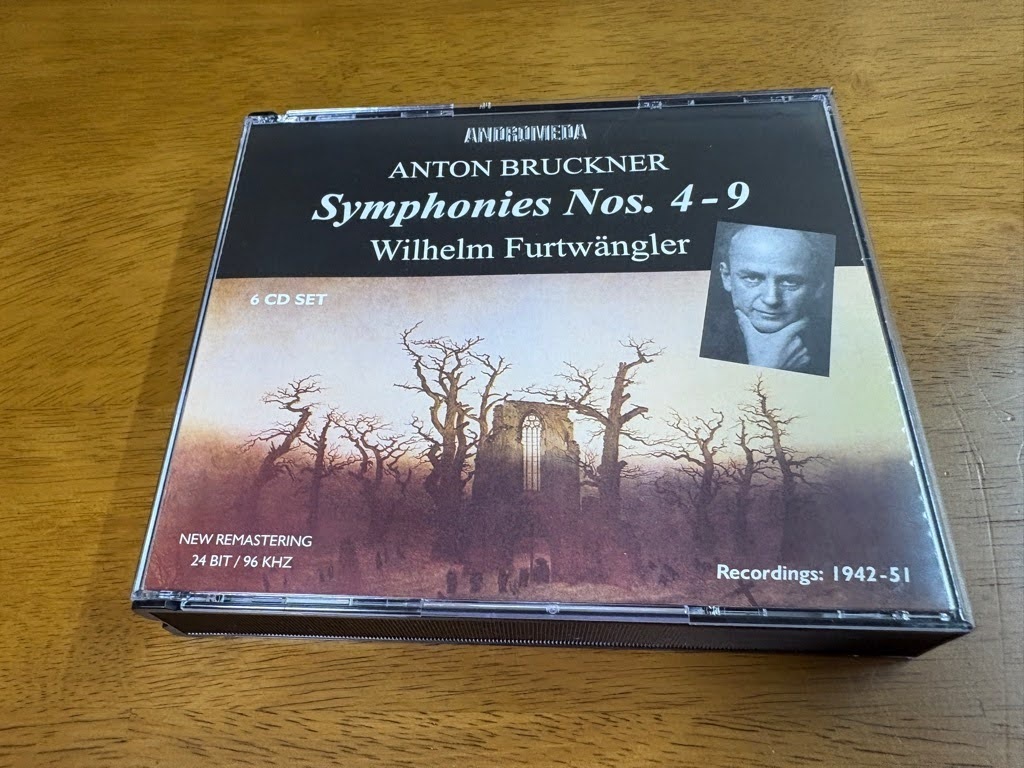 ANDROMEDA
ANTON BRUCKNER
Symphonies Nos. 4-9
Wilhelm Furtwängler
6 CD SET
NEW REMASTERING
24 BIT / 96 KHZ
Recordings: 1942-51